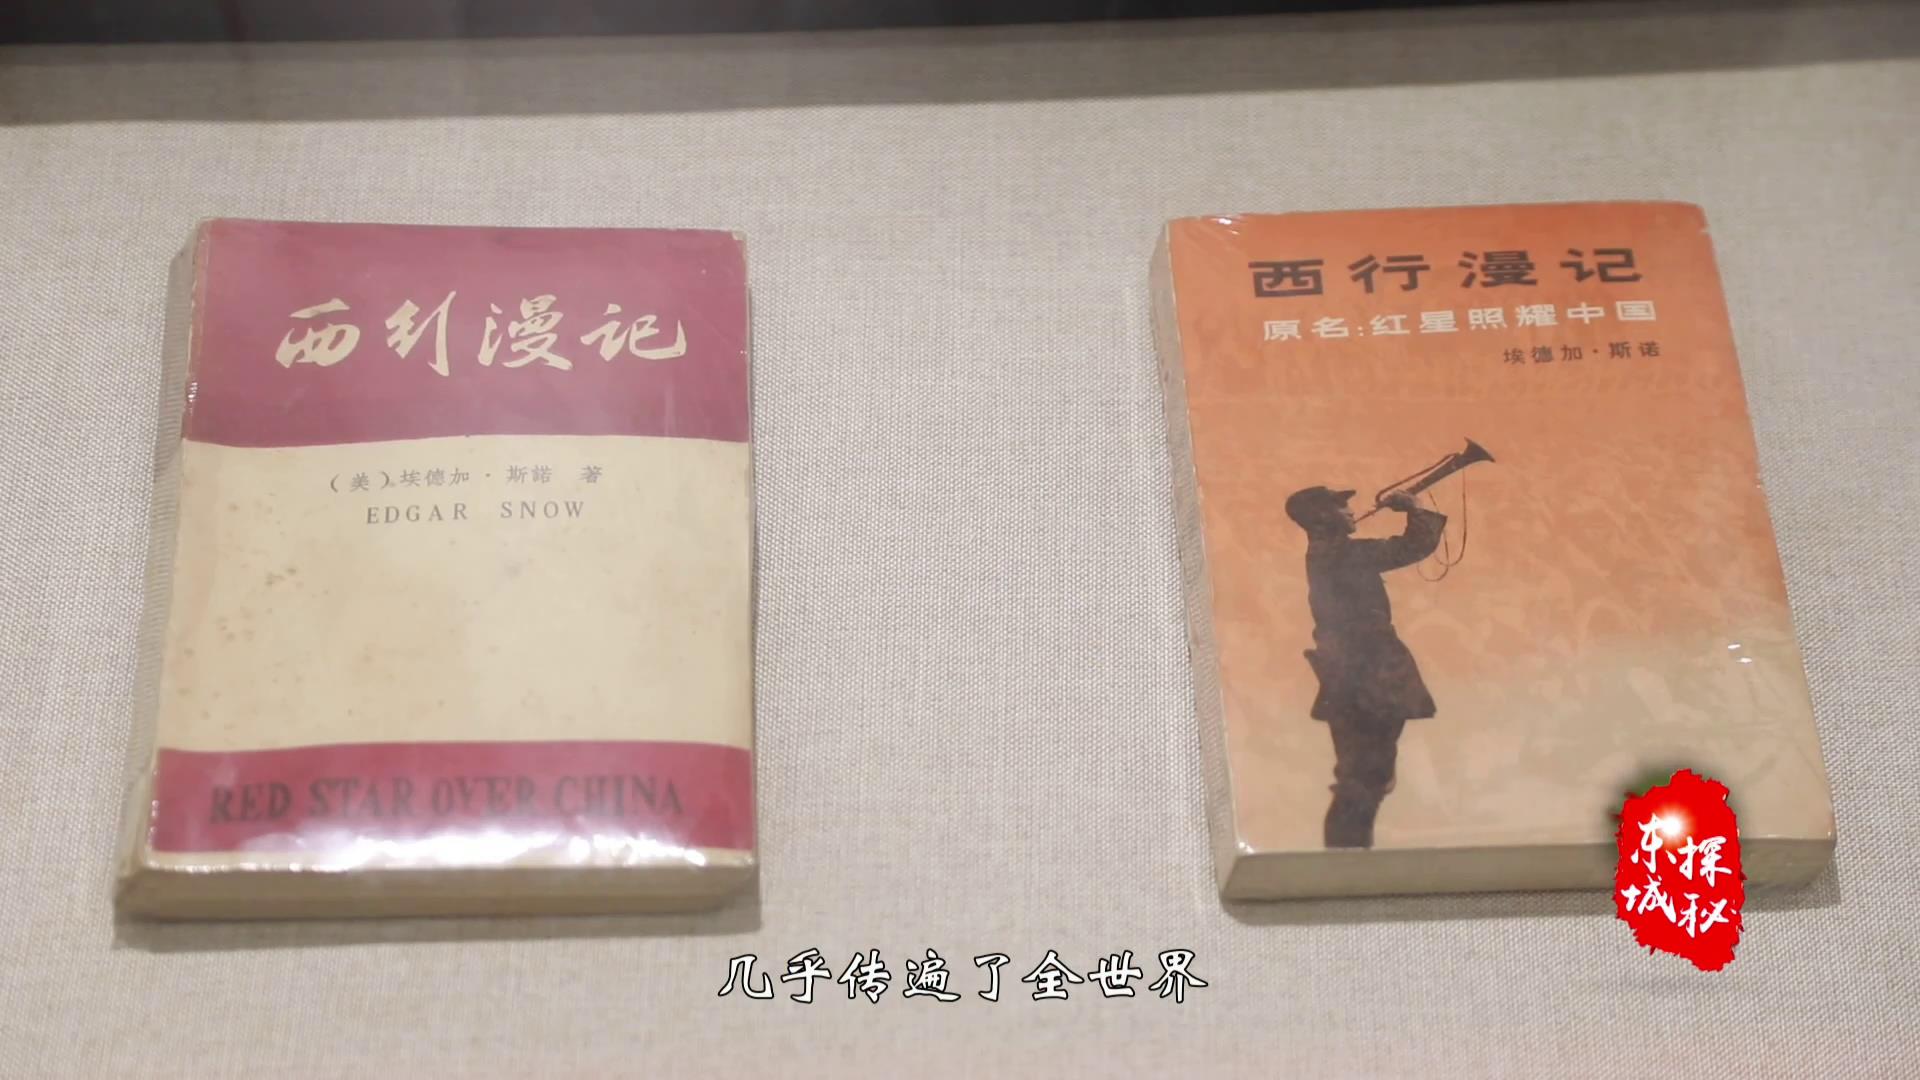 西行漫记
（美）埃德加·斯諾 著
EDGAR SNOW
RED STAR OVER CHINA
西行漫记
原名:红星照耀中国
埃德加·斯诺
探秘
东城
几乎传遍了全世界